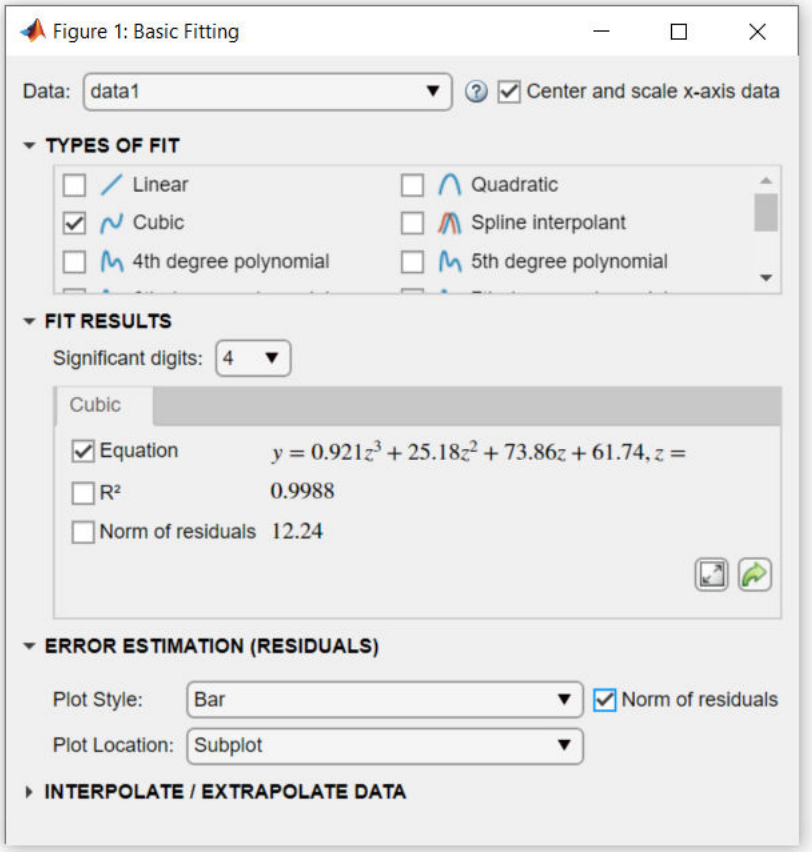 Figure 1: Basic Fitting
Data: data1 Center and scale x-axis data
TYPES OF FIT
Linear Quadratic
Cubic Spline interpolant
4th degree polynomial 5th degree polynomial
FIT RESULTS
Significant digits: 4
Cubic
Equation y = 0.921z³ + 25.18z² + 73.86z + 61.74, z =
R² 0.9988
Norm of residuals 12.24
ERROR ESTIMATION (RESIDUALS)
Plot Style: Bar Norm of residuals
Plot Location: Subplot
INTERPOLATE / EXTRAPOLATE DATA